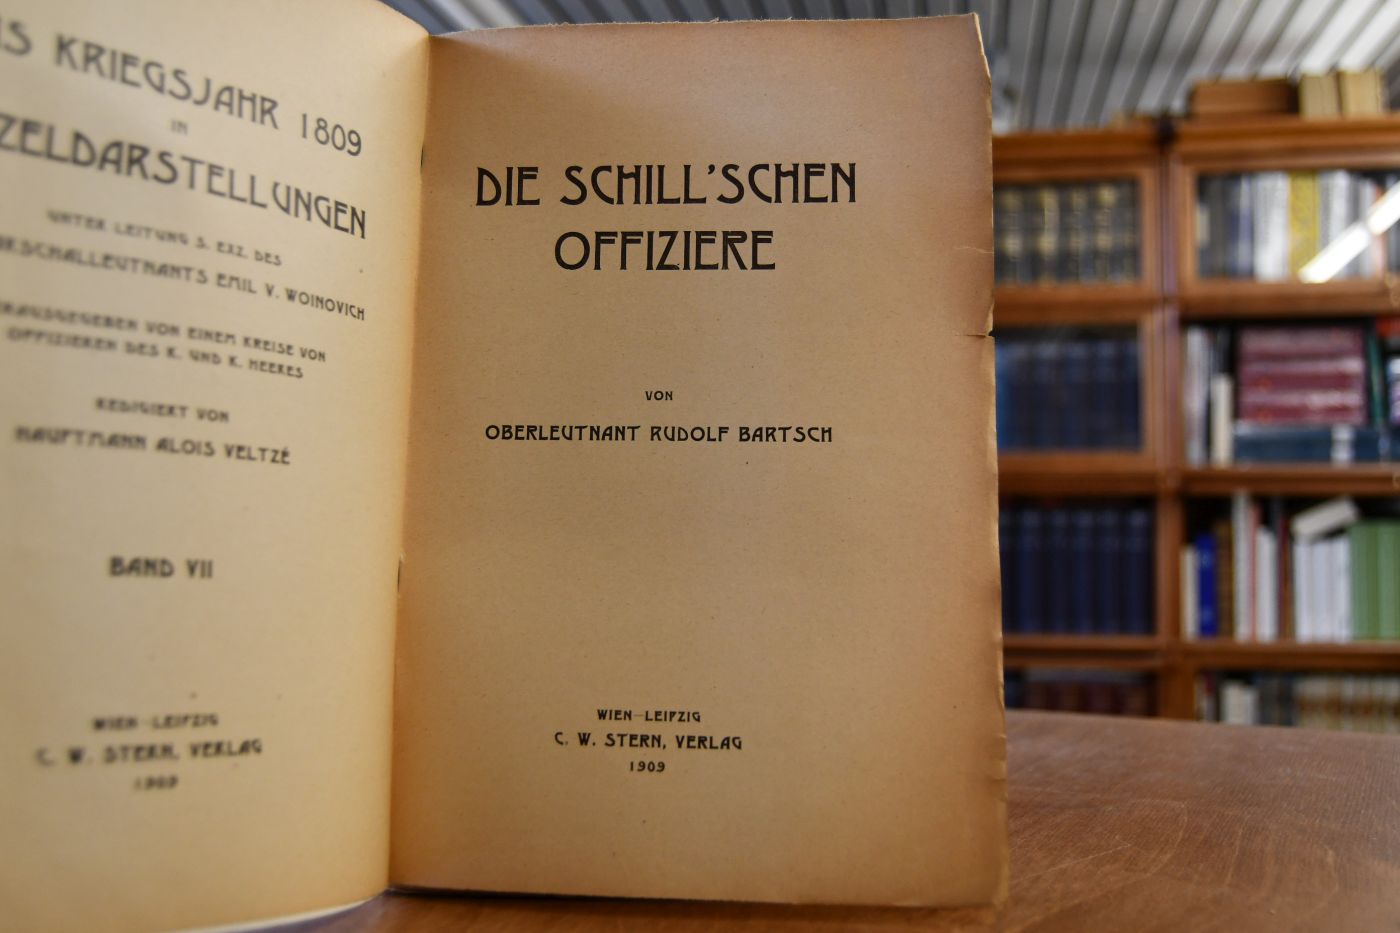 KRIEGSJAHR 1809
IN
ZELDARSTELLUNGEN
UNTER LEITUNG S. EXZ. DES
RSCHALLEUTNANTS EMIL V. WOINOVICH
RAUSGEGEBEN VON EINEM KREISE VON
OFFIZIEREN DES K. UND K. HEERES
REDIGIERT VON
HAUPTMANN ALOIS VELTZÉ
BAND VII
WIEN–LEIPZIG
C. W. STERN, VERLAG
1909
DIE SCHILL'SCHEN
OFFIZIERE
VON
OBERLEUTNANT RUDOLF BARTSCH
WIEN–LEIPZIG
C. W. STERN, VERLAG
1909